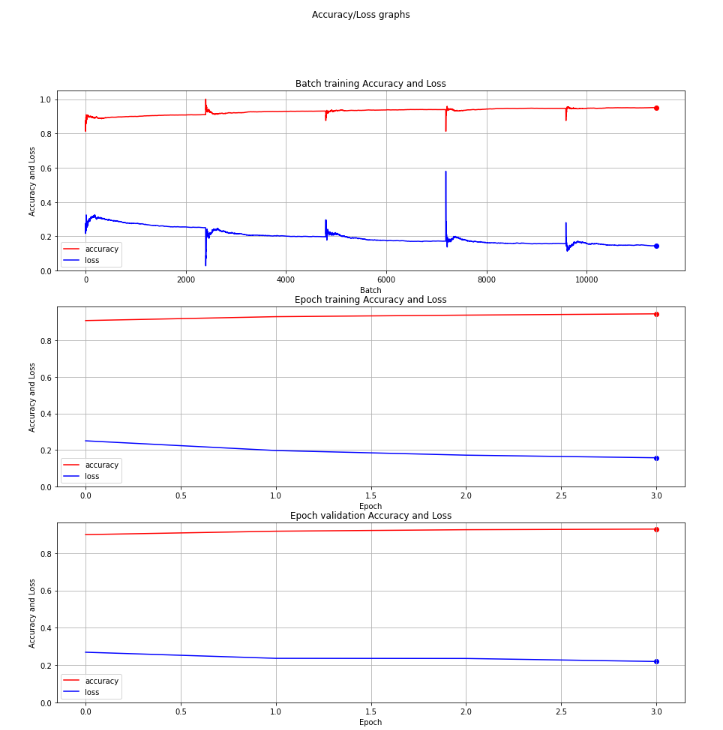 Accuracy/Loss graphs
Batch training Accuracy and Loss
Accuracy and Loss
1.0
0.8
0.6
0.4
0.2
0.0
accuracy
loss
0 2000 4000 6000 8000 10000
Batch
Epoch training Accuracy and Loss
Accuracy and Loss
0.8
0.6
0.4
0.2
0.0
accuracy
loss
0.0 0.5 1.0 1.5 2.0 2.5 3.0
Epoch
Epoch validation Accuracy and Loss
Accuracy and Loss
0.8
0.6
0.4
0.2
0.0
accuracy
loss
0.0 0.5 1.0 1.5 2.0 2.5 3.0
Epoch